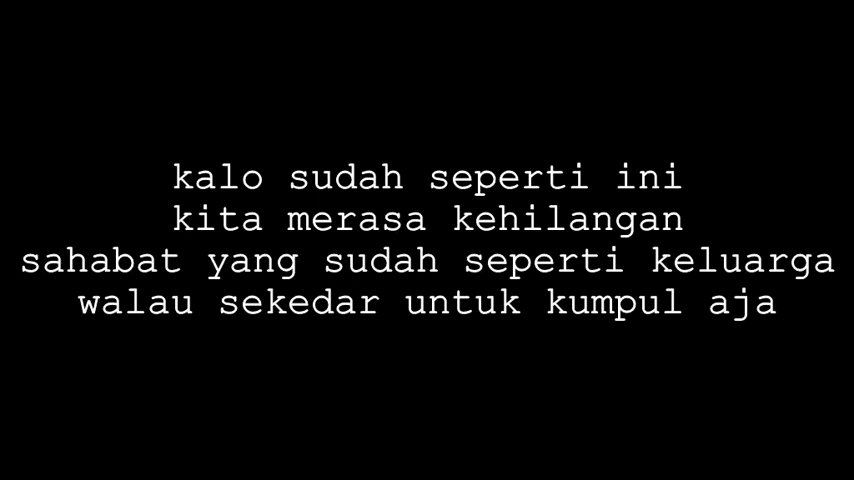 kalo sudah seperti ini
kita merasa kehilangan
sahabat yang sudah seperti keluarga
walau sekedar untuk kumpul aja